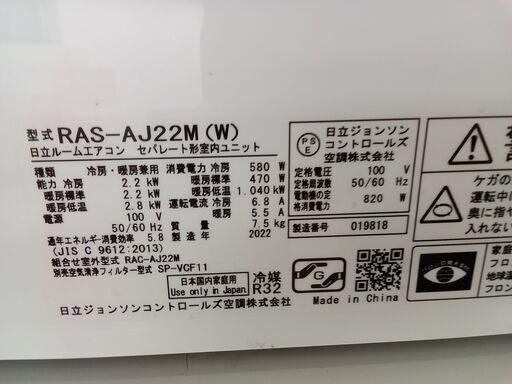 型式 RAS-AJ22M(W)
日立ルームエアコン セパレート形室内ユニット
種類 冷房・暖房兼用
能力 冷房 2.2 kW
暖房標準 2.2 kW
暖房低温 2.8 kW
電源 100 V
50/60 Hz
通年エネルギー消費効率 5.8
(JIS C 9612:2013)
組合せ室外型式 RAC-AJ22M
別売空気清浄フィルター型式 SP-VCF11
消費電力 冷房 580 W
暖房標準 470 W
暖房低温 1.040 kW
運転電流 冷房 6.8 A
暖房 5.5 A
質量 7.5 kg
製造年 2022
日本国内家庭用
Use only in Japan
冷媒
R32
日立ジョンソンコントロールズ空調株式会社
PS
E
日立ジョンソン
コントロールズ
空調株式会社
定格電圧 100 V
定格周波数 50/60 Hz
電動機の定
格消費電力 820 W
製造番号 019818
G
Made in China
ケガの
運転中に
奥に指や
入れない
フロン
地球温
フロン